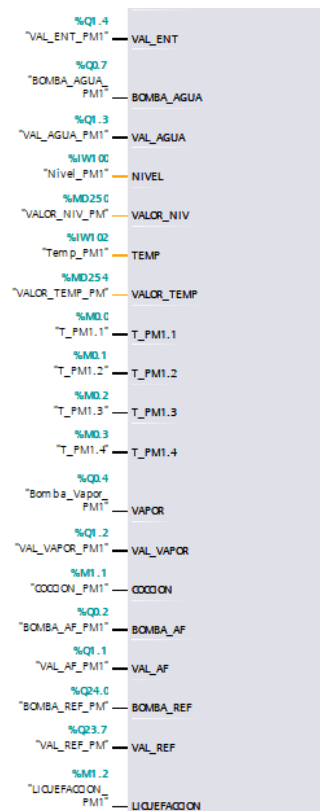 %Q1.4
"VAL_ENT_PM1" VAL_ENT
%Q0.7
"BOMBA_AGUA_
PM1" BOMBA_AGUA
%Q1.3
"VAL_AGUA_PM1" VAL_AGUA
%IW100
"Nivel_PM1" NIVEL
%MD250
"VALOR_NIV_PM" VALOR_NIV
%IW102
"Temp_PM1" TEMP
%MD254
"VALOR_TEMP_PM" VALOR_TEMP
%M0.0
"T_PM1.1" T_PM1.1
%M0.1
"T_PM1.2" T_PM1.2
%M0.2
"T_PM1.3" T_PM1.3
%M0.3
"T_PM1.4" T_PM1.4
%Q0.4
"Bomba_Vapor_
PM1" VAPOR
%Q1.2
"VAL_VAPOR_PM1" VAL_VAPOR
%M1.1
"COCCION_PM1" COCCION
%Q0.2
"BOMBA_AF_PM1" BOMBA_AF
%Q1.1
"VAL_AF_PM1" VAL_AF
%Q24.0
"BOMBA_REF_PM" BOMBA_REF
%Q23.7
"VAL_REF_PM" VAL_REF
%M1.2
"LICUEFACCION_
PM1" LICUEFACCION